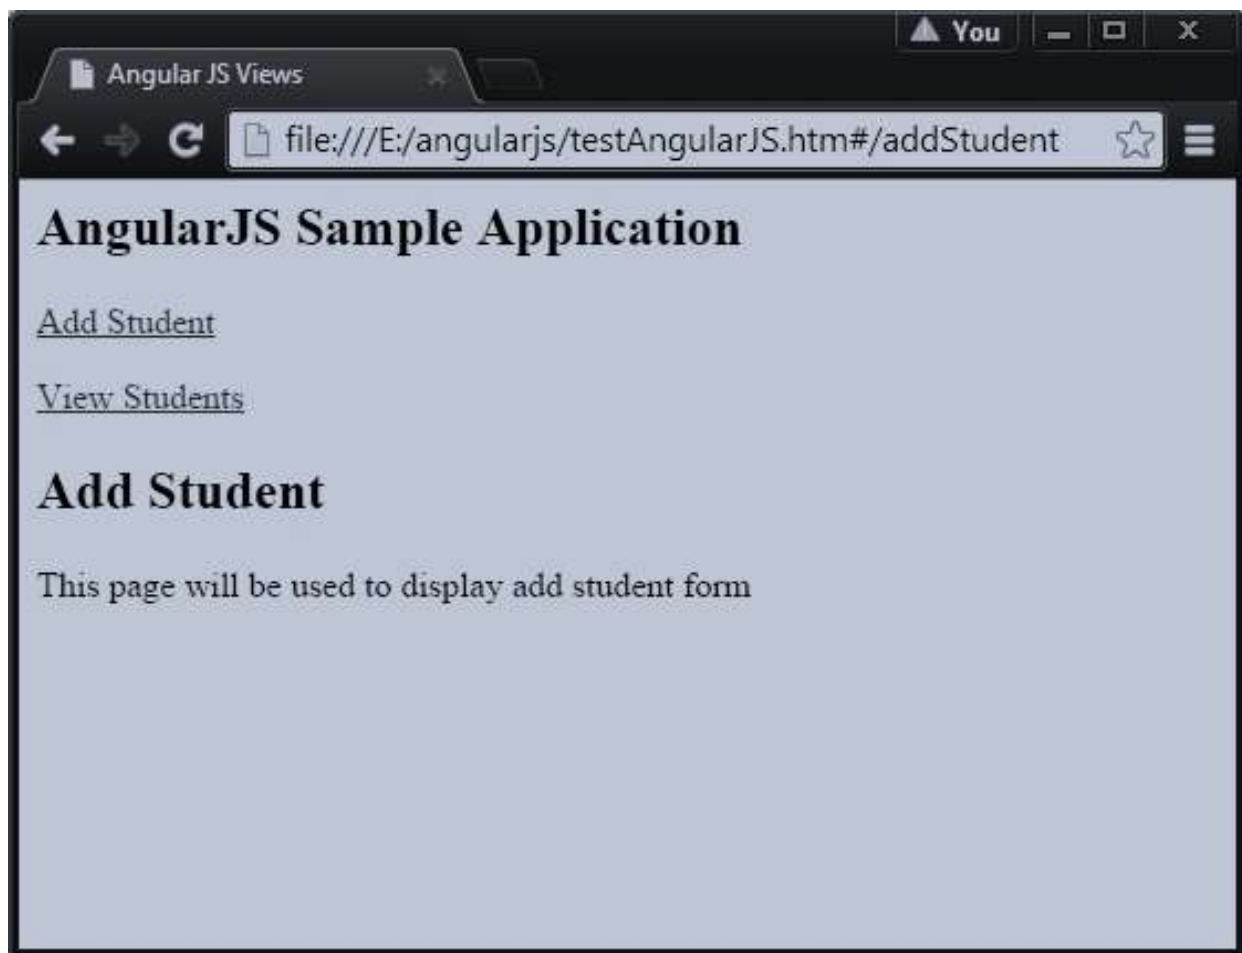 You
Angular JS Views
file:///E:/angularjs/testAngularJS.htm#/addStudent
AngularJS Sample Application
Add Student
View Students
Add Student
This page will be used to display add student form